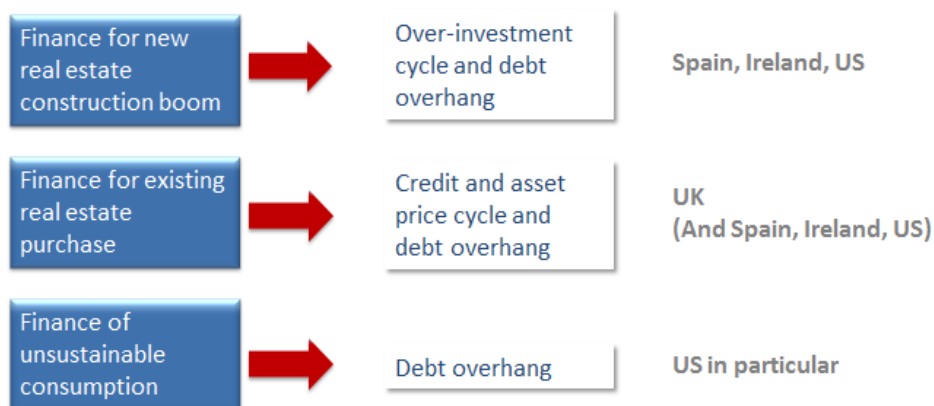 Finance for new
real estate
construction boom
Over-investment
cycle and debt
overhang
Spain, Ireland, US
Finance for existing
real estate
purchase
Credit and asset
price cycle and
debt overhang
UK
(And Spain, Ireland, US)
Finance of
unsustainable
consumption
Debt overhang
US in particular